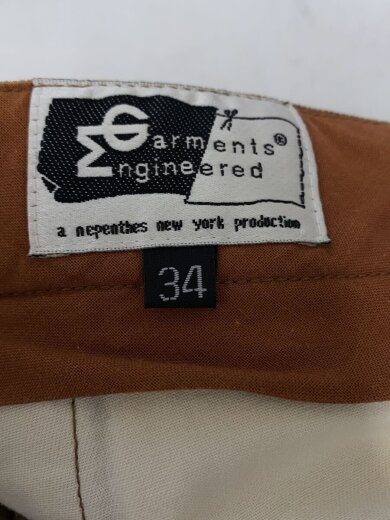 Garments®
Engineered
a nepenthes new york production
34